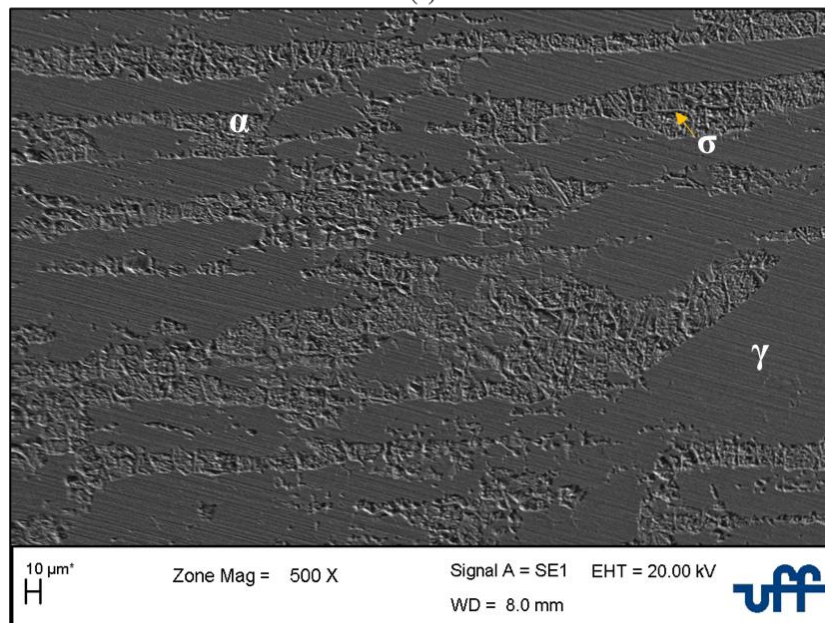 α
σ
γ
10 µm*
Zone Mag = 500 X
Signal A = SE1 EHT = 20.00 kV
WD = 8.0 mm
uff